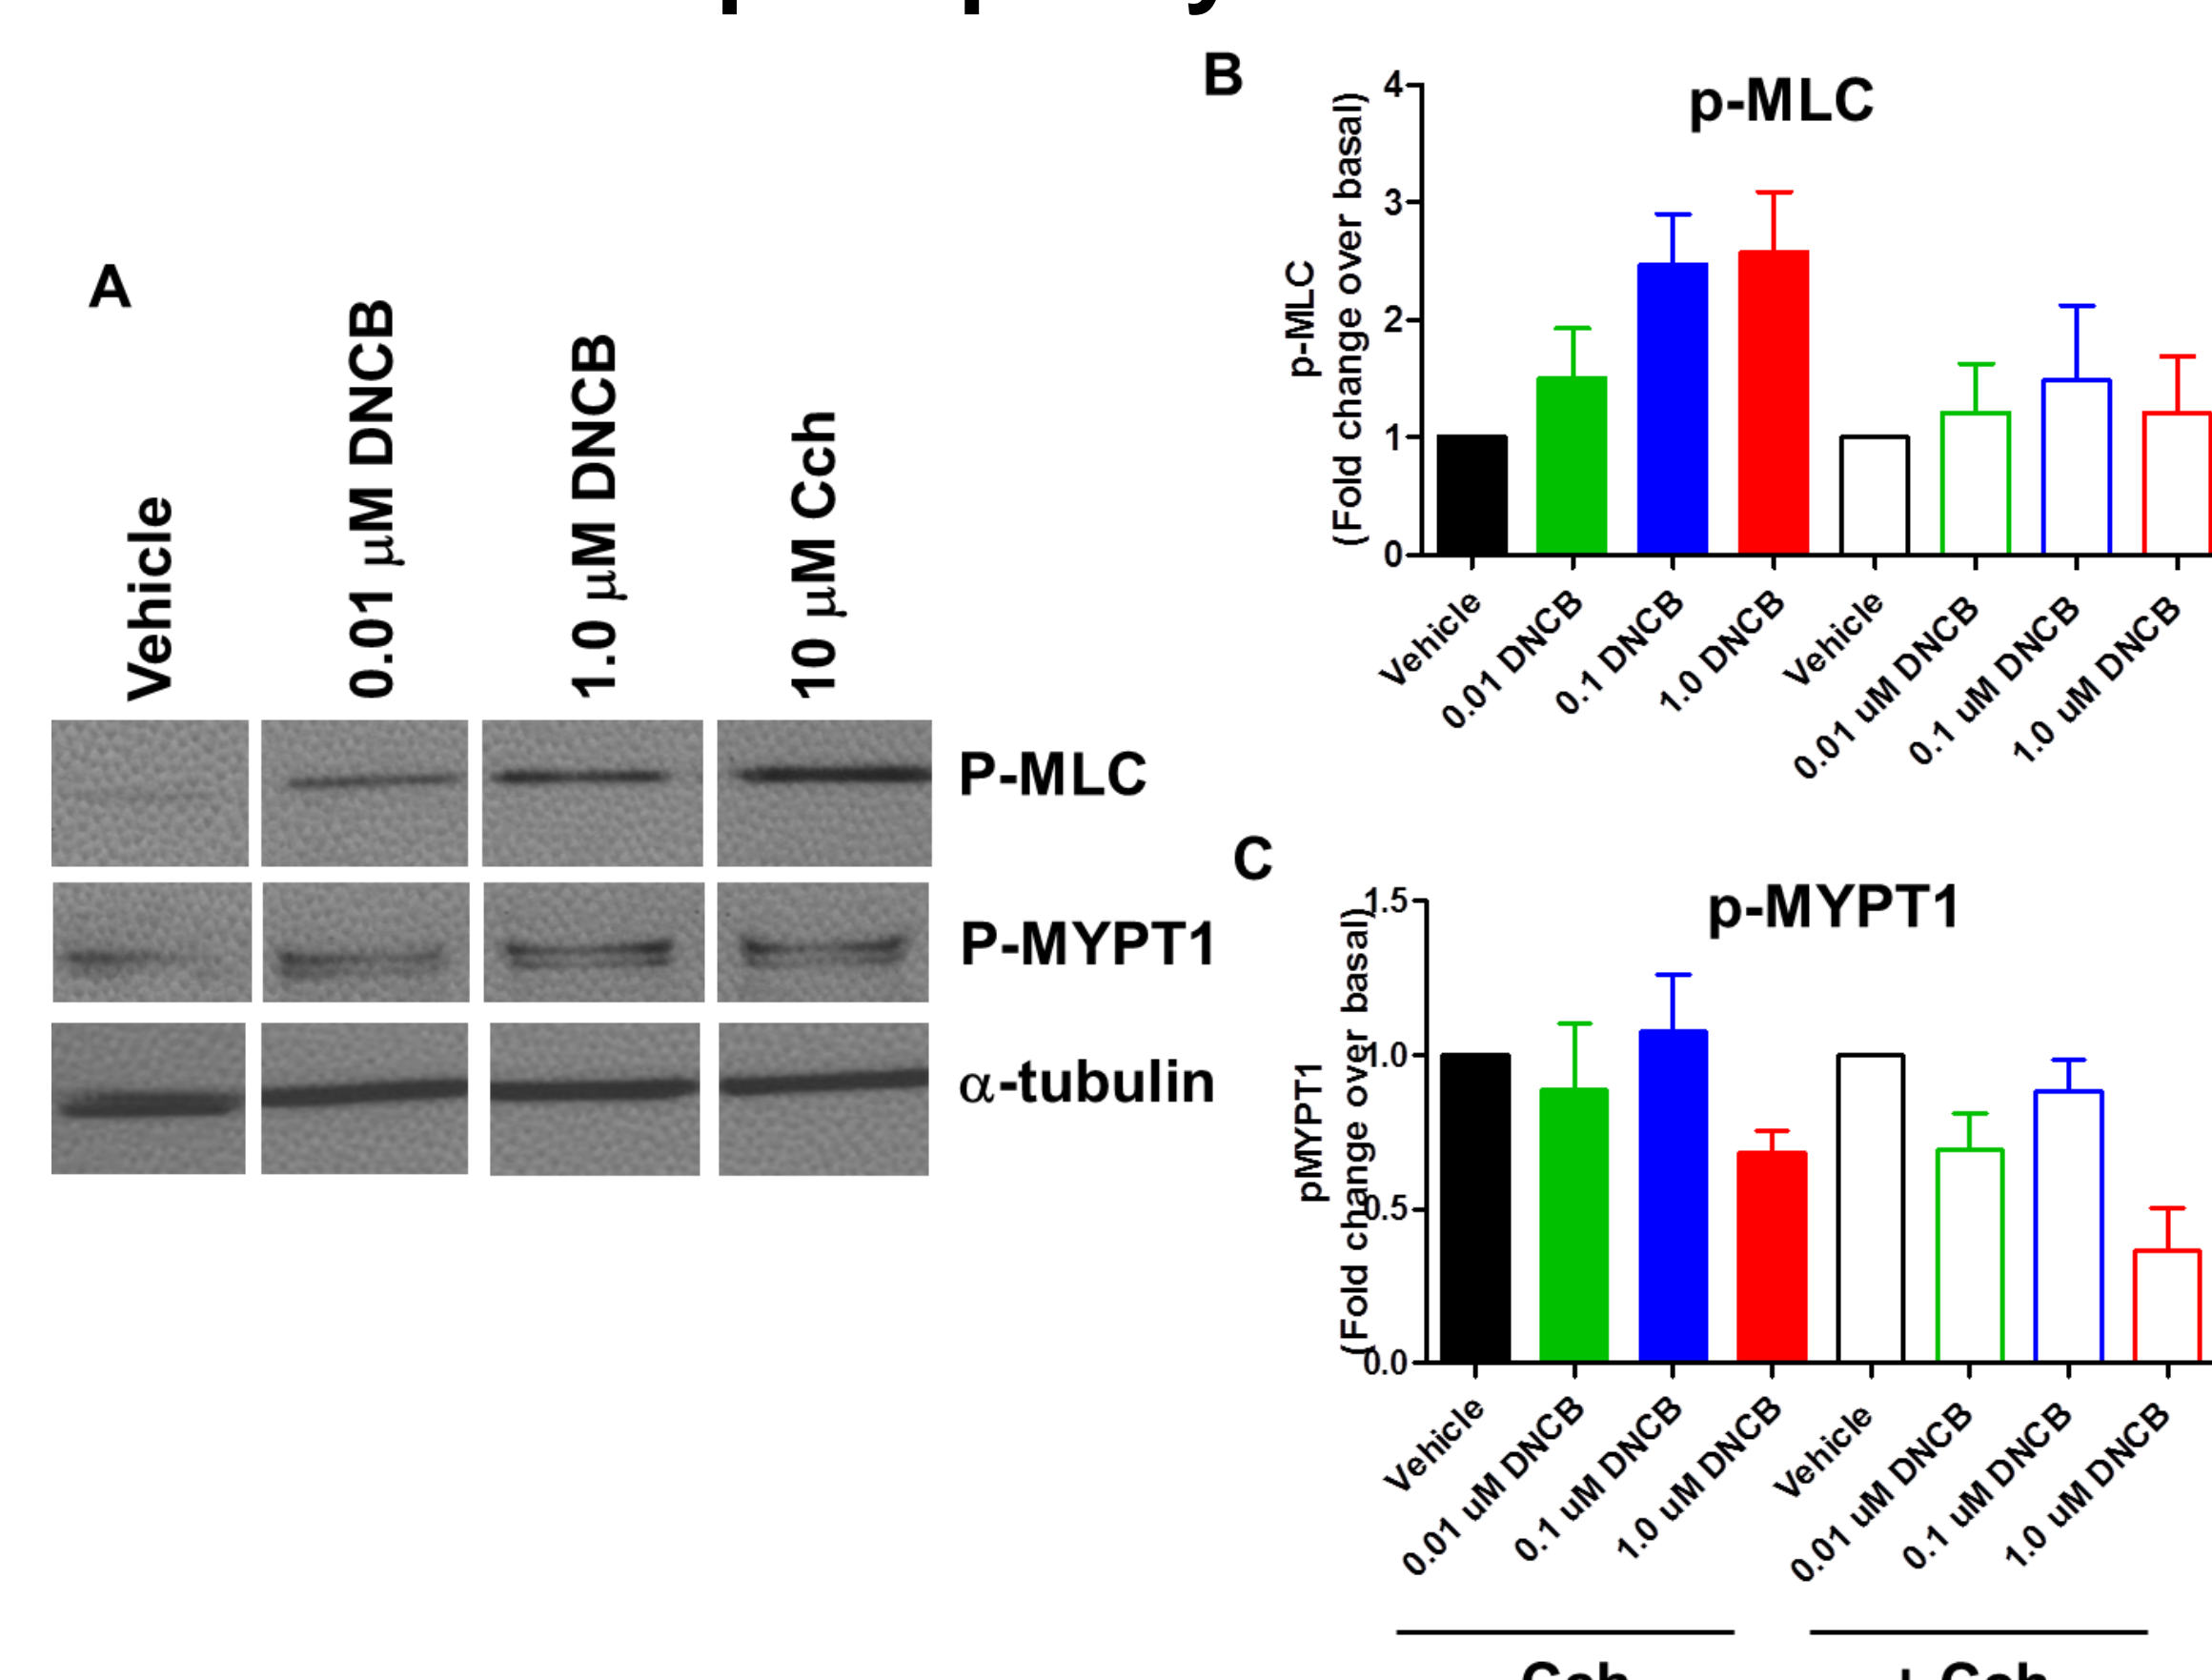 A
Vehicle
0.01 µM DNCB
1.0 µM DNCB
10 µM Cch
P-MLC
P-MYPT1
α-tubulin
B
p-MLC
p-MLC
(Fold change over basal)
4
3
2
1
0
Vehicle
0.01 DNCB
0.1 DNCB
1.0 DNCB
Vehicle
0.01 uM DNCB
0.1 uM DNCB
1.0 uM DNCB
C
p-MYPT1
pMYPT1
(Fold change over basal)
1.5
1.0
0.5
0.0
Vehicle
0.01 uM DNCB
0.1 uM DNCB
1.0 uM DNCB
Vehicle
0.01 uM DNCB
0.1 uM DNCB
1.0 uM DNCB
Cch
+ Cch